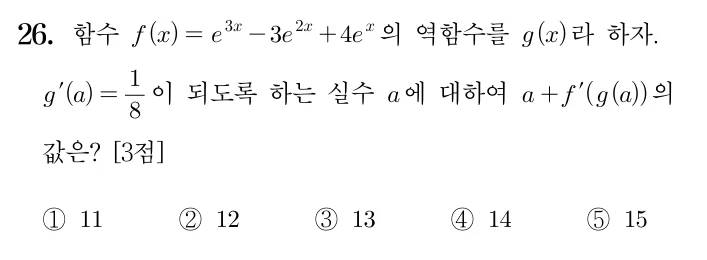 26. 함수 f(x)=e^{3x}-3e^{2x}+4e^{x}의 역함수를 g(x)라 하자.
g′(a)=\frac{1}{8}이 되도록 하는 실수 a에 대하여 a+f′(g(a))의
값은? [3점]
① 11 ② 12 ③ 13 ④ 14 ⑤ 15